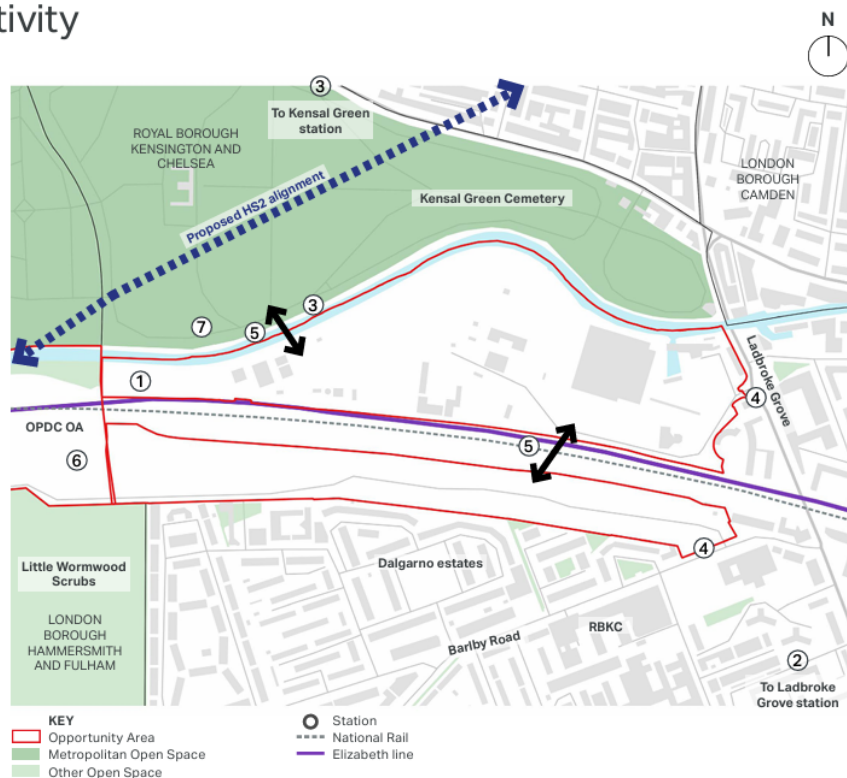 tivity
N
3
To Kensal Green
station
ROYAL BOROUGH
KENSINGTON AND
CHELSEA
LONDON
BOROUGH
CAMDEN
Proposed HS2 alignment
Kensal Green Cemetery
3
7
5
1
Ladbroke Grove
4
OPDC OA
5
6
4
Dalgarno estates
Little Wormwood
Scrubs
LONDON
BOROUGH
HAMMERSMITH
AND FULHAM
RBKC
Barlby Road
2
To Ladbroke
Grove station
KEY
Opportunity Area
Metropolitan Open Space
Other Open Space
Station
National Rail
Elizabeth line